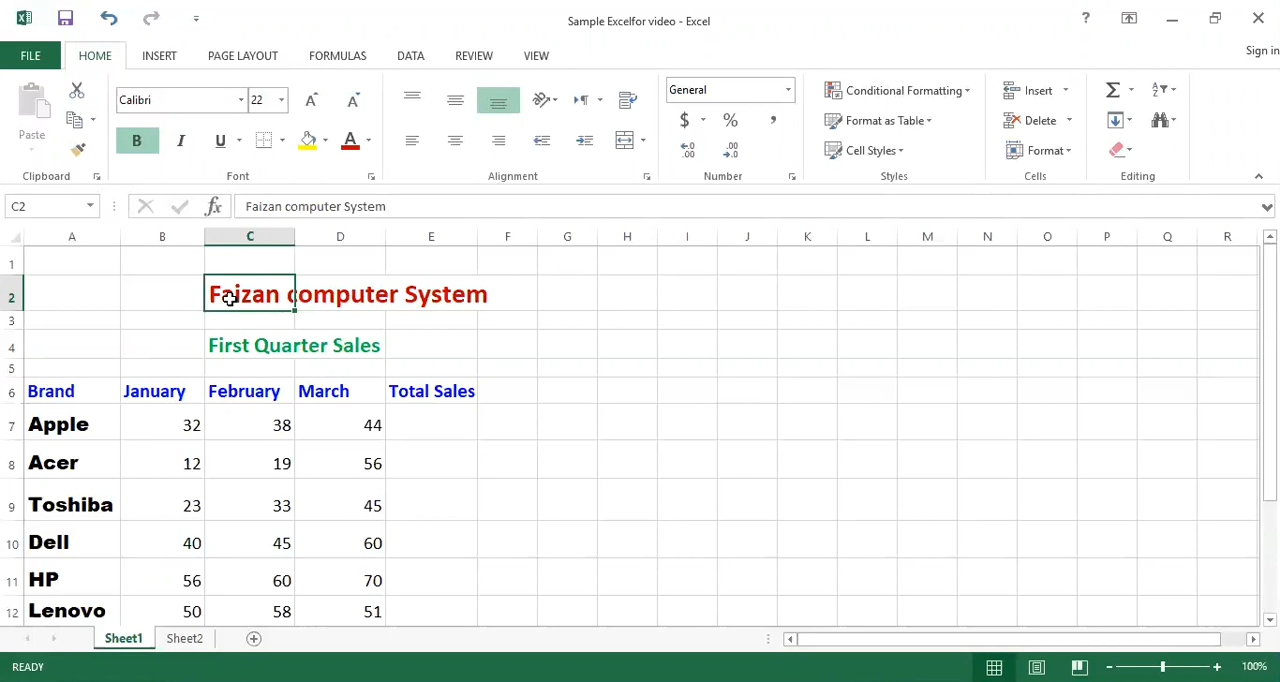 Sample Excelfor video - Excel
?
FILE HOME INSERT PAGE LAYOUT FORMULAS DATA REVIEW VIEW Sign in
Paste
Calibri 22 A A
B I U A
General
$ % ,
Conditional Formatting
Format as Table
Cell Styles
Insert
Delete
Format
Clipboard Font Alignment Number Styles Cells Editing
C2 fx Faizan computer System
A B C D E F G H I J K L M N O P Q R
1
2 Faizan computer System
3
4 First Quarter Sales
5
6 Brand January February March Total Sales
7 Apple 32 38 44
8 Acer 12 19 56
9 Toshiba 23 33 45
10 Dell 40 45 60
11 HP 56 60 70
12 Lenovo 50 58 51
Sheet1 Sheet2
READY 100%